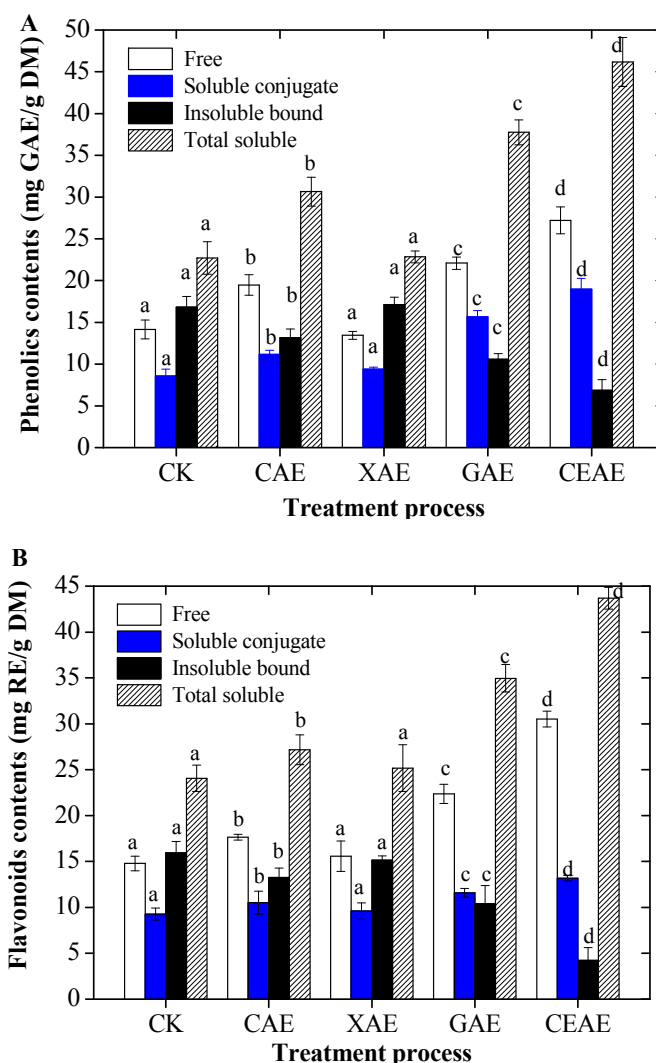 A
Phenolics contents (mg GAE/g DM)
50
45
40
35
30
25
20
15
10
5
0
Free
Soluble conjugate
Insoluble bound
Total soluble
a
a
a
a
b
b
b
b
a
a
a
a
c
c
c
c
d
d
d
d
CK CAE XAE GAE CEAE
Treatment process
B
Flavonoids contents (mg RE/g DM)
45
40
35
30
25
20
15
10
5
0
Free
Soluble conjugate
Insoluble bound
Total soluble
a
a
a
a
b
b
b
b
a
a
a
a
c
c
c
c
d
d
d
d
CK CAE XAE GAE CEAE
Treatment process